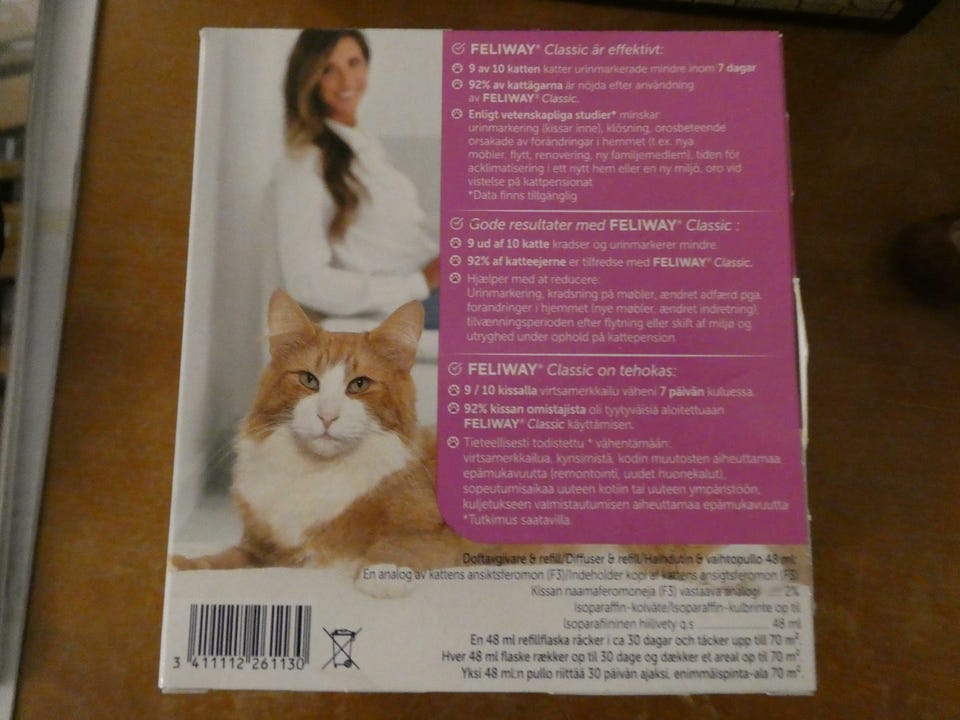 FELIWAY® Classic är effektivt:
9 av 10 katten katter urinmarkerade mindre inom 7 dagar
92% av kattägarna är nöjda efter användning
av FELIWAY® Classic.
Enligt vetenskapliga studier* minskar:
urinmarkering (kissar inne), klösning, orosbeteende
orsakade av förändringar i hemmet (t.ex. nya
möbler, flytt, renovering, ny familjemedlem), tiden för
acklimatisering i ett nytt hem eller en ny miljö, oro vid
vistelse på kattpensionat
*Data finns tillgänglig
Gode resultater med FELIWAY® Classic :
9 ud af 10 katte kradser og urinmarkerer mindre.
92% af katteejerne er tilfredse med FELIWAY® Classic.
Hjælper med at reducere:
Urinmarkering, kradsning på møbler, ændret adfærd pga.
forandringer i hjemmet (nye møbler, ændret indretning),
tilvænningsperioden efter flytning eller skift af miljø og
utryghed under ophold på kattepension
FELIWAY® Classic on tehokas:
9 / 10 kissalla virtsamerkkailu väheni 7 päivän kuluessa.
92% kissan omistajista oli tyytyväisiä aloitettuaan
FELIWAY® Classic käyttämisen.
Tieteellisesti todistettu * vähentämään:
virtsamerkkailua, kynsimistä, kodin muutosten aiheuttamaa
epämukavuutta (remontointi, uudet huonekalut),
sopeutumisaikaa uuteen kotiin tai uuteen ympäristöön,
kuljetukseen valmistautumisen aiheuttamaa epämukavuutta
*Tutkimus saatavilla.
Doftavgivare & refill/Diffuser & refill/Haihdutin & vaihtopullo 48 ml:
En analog av kattens ansiktsferomon (F3)/Indeholder kopi af kattens ansigtsferomon (F3)
Kissan naamaferomoneja (F3) vastaava analogi 2%
Isoparaffin-kolväte/Isoparaffin-kulbrinte op til
Isoparafiininen hiilivety q.s 48 ml
En 48 ml refillflaska räcker i ca 30 dagar och täcker upp till 70 m².
Hver 48 ml flaske rækker op til 30 dage og dækker et areal op til 70 m².
Yksi 48 ml:n pullo riittää 30 päivän ajaksi, enimmäispinta-ala 70 m².
3 411112 261130